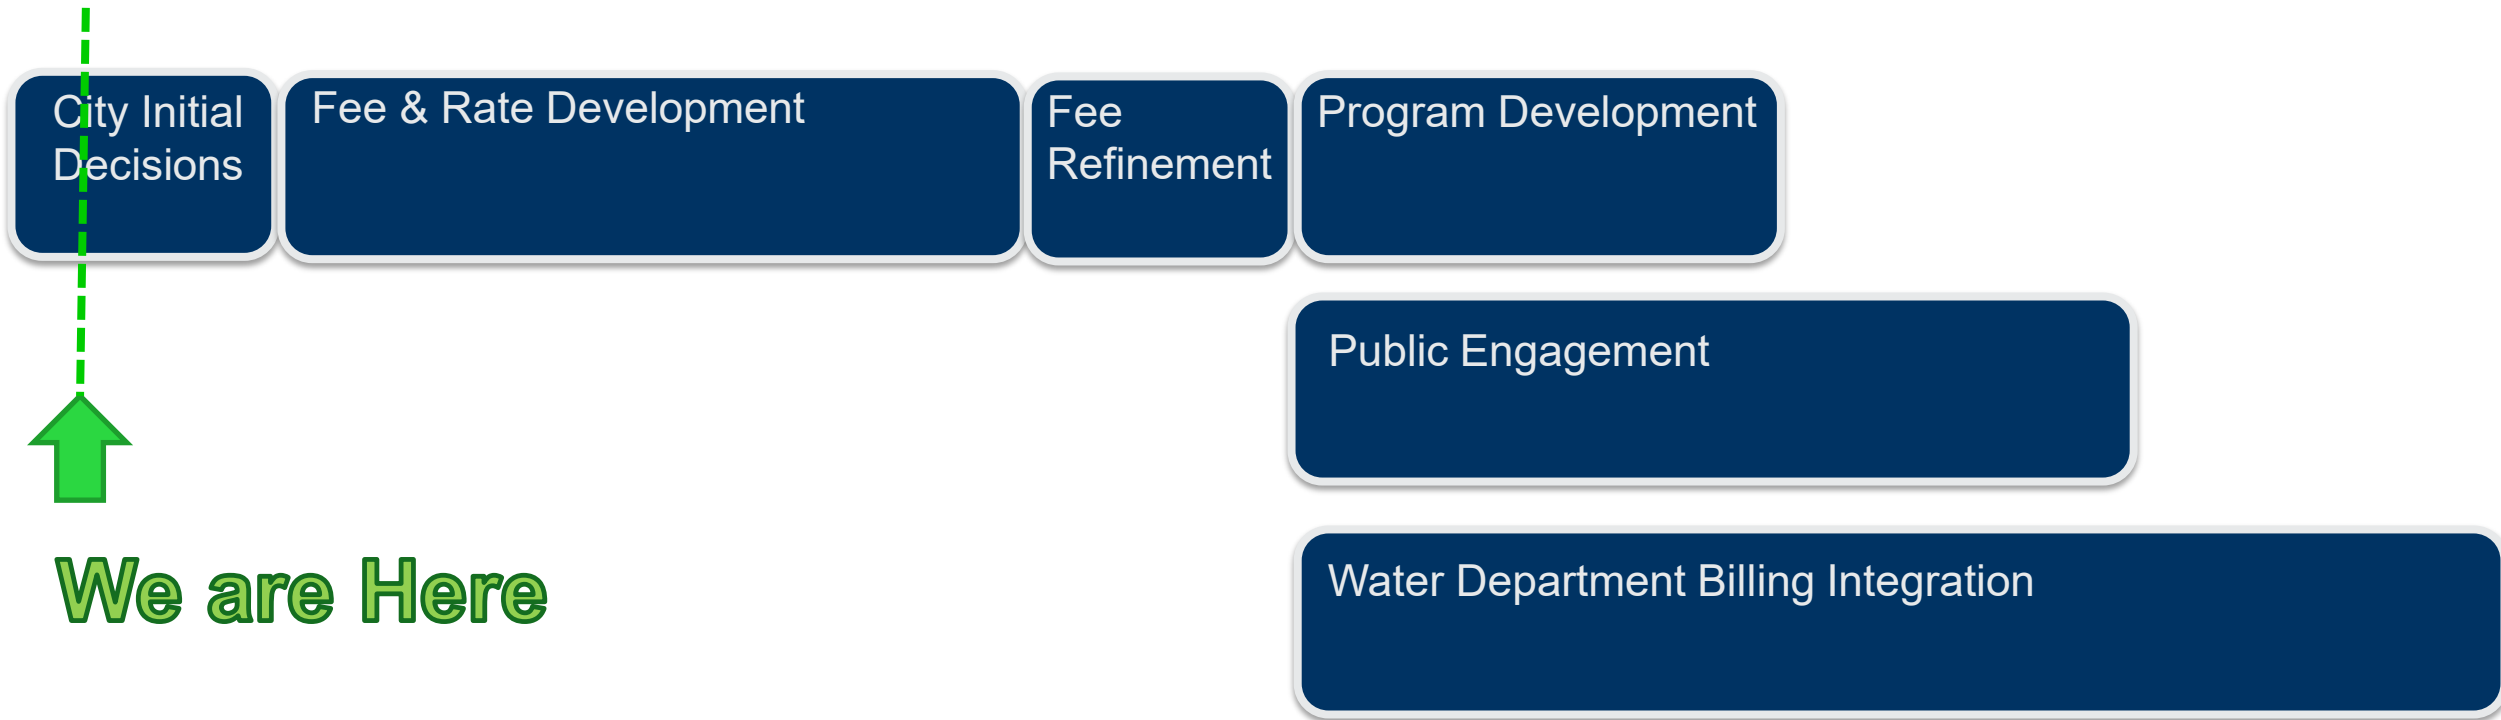 City Initial
Decisions
Fee & Rate Development
Fee
Refinement
Program Development
Public Engagement
Water Department Billing Integration
We are Here